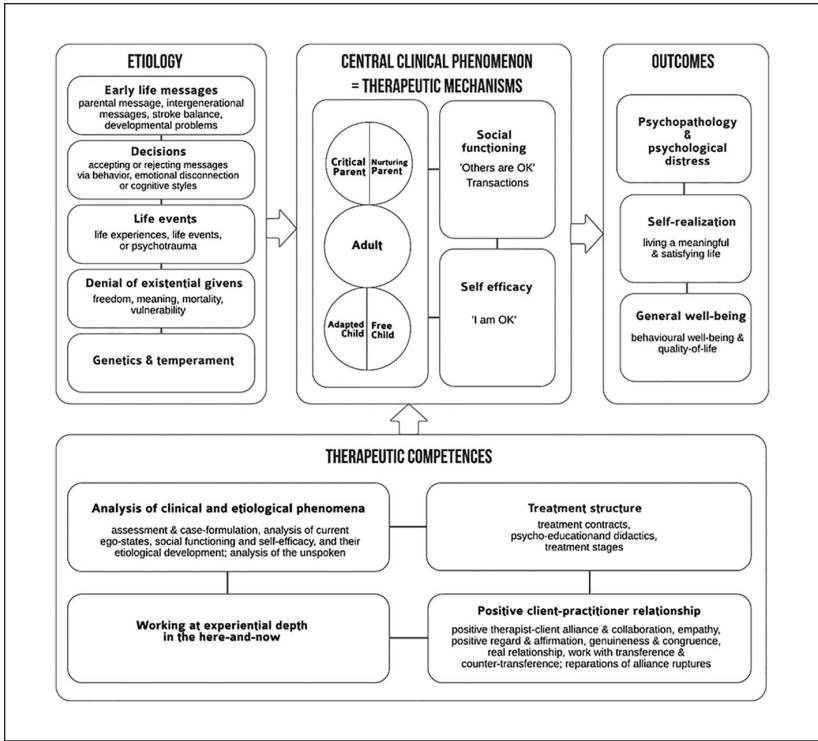 ETIOLOGY
Early life messages
parental message, intergenerational
messages, stroke balance,
developmental problems
Decisions
accepting or rejecting messages
via behavior, emotional disconnection
or cognitive styles
Life events
life experiences, life events,
or psychotrauma
Denial of existential givens
freedom, meaning, mortality,
vulnerability
Genetics & temperament
CENTRAL CLINICAL PHENOMENON
= THERAPEUTIC MECHANISMS
Critical
Parent
Nurturing
Parent
Adult
Adapted
Child
Free
Child
Social
functioning
'Others are OK'
Transactions
Self efficacy
'I am OK'
OUTCOMES
Psychopathology
&
psychological
distress
Self-realization
living a meaningful
& satisfying life
General well-being
behavioural well-being &
quality-of-life
THERAPEUTIC COMPETENCES
Analysis of clinical and etiological phenomena
assessment & case-formulation, analysis of current
ego-states, social functioning and self-efficacy, and their
etiological development; analysis of the unspoken
Treatment structure
treatment contracts,
psycho-educationand didactics,
treatment stages
Working at experiential depth
in the here-and-now
Positive client-practitioner relationship
positive therapist-client alliance & collaboration, empathy,
positive regard & affirmation, genuineness & congruence,
real relationship, work with transference &
counter-transference; reparations of alliance ruptures